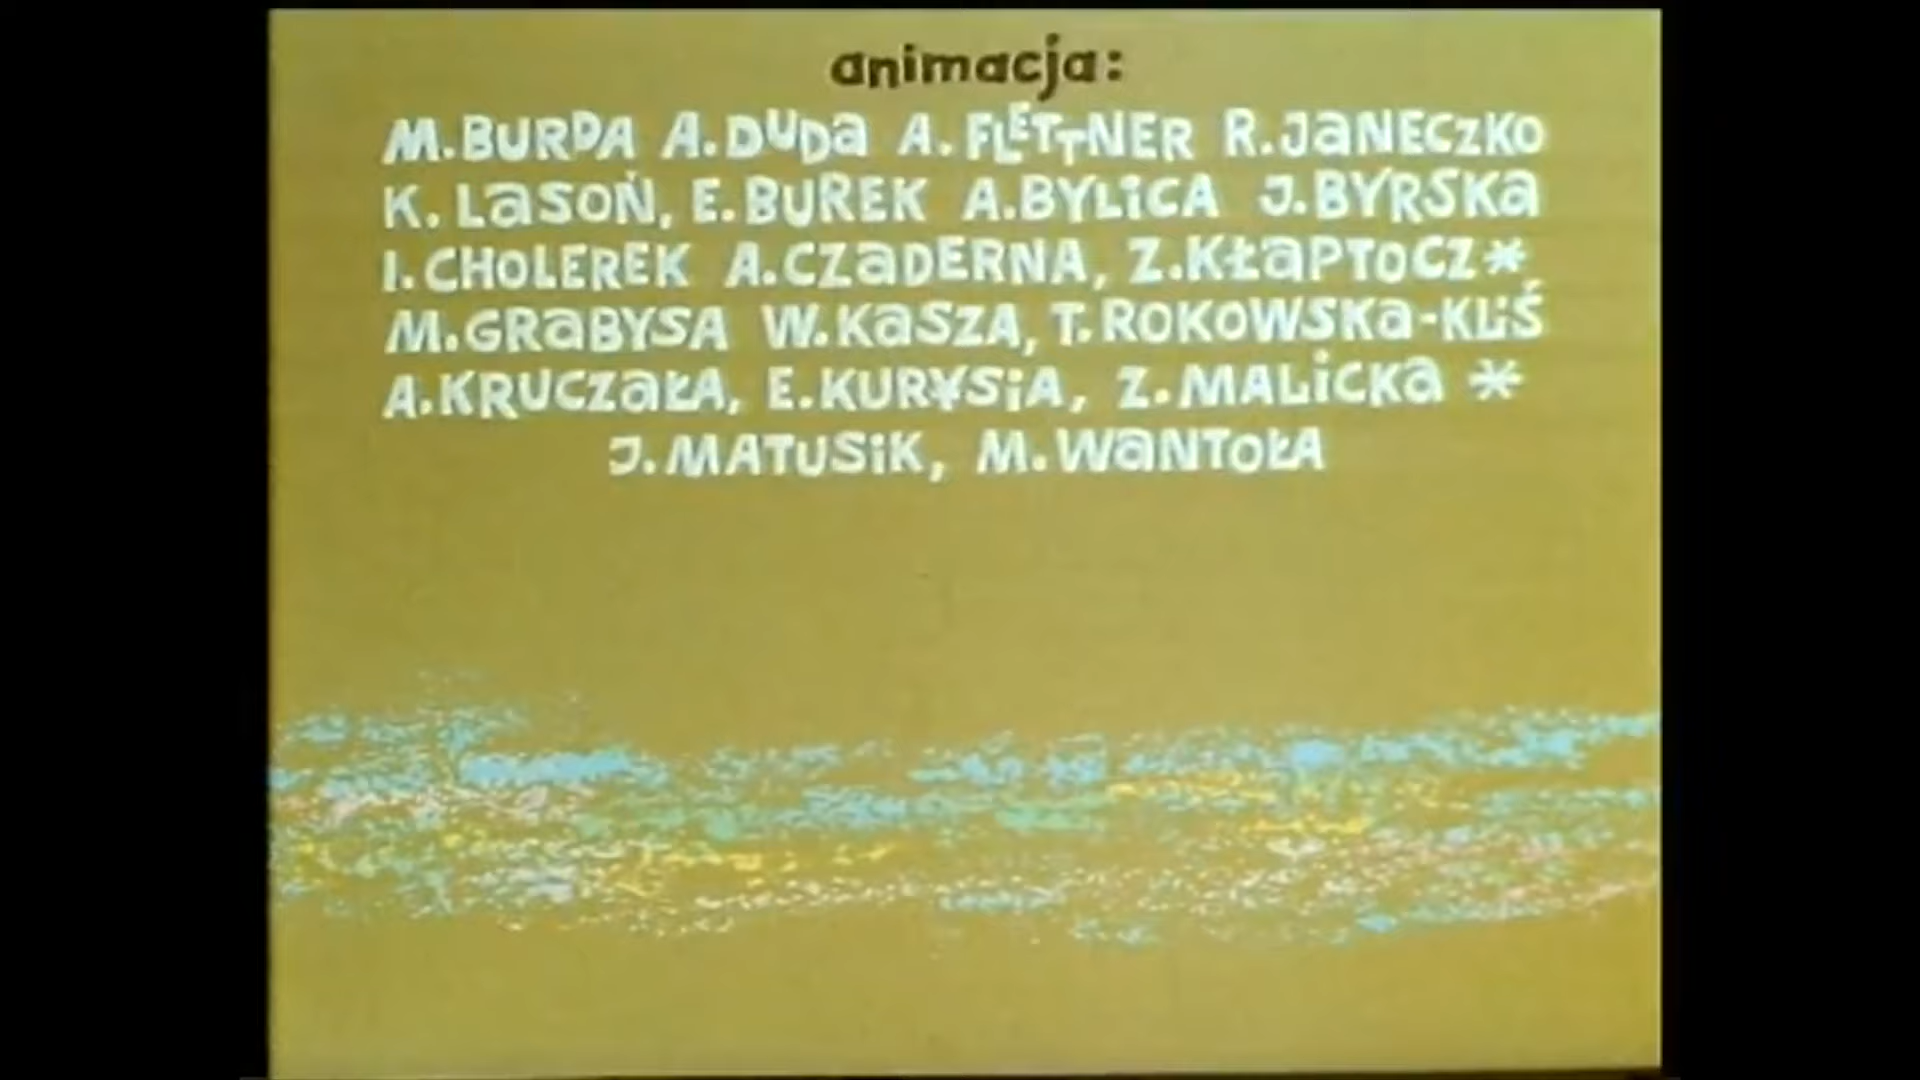 animacja:
M.BURDA A.DUDa A.FLETTNER R.JaNECZKO
K.LaSOŃ, E.BUREK A.BYLiCA J.BYRSKa
I.CHOLEREK A.CZaDERNA, Z.KŁaPTOCZ*
M.GRaBYSA W.KaSZA, T.ROKOWSKa-KLiŚ
A.KRUCZaŁA, E.KURYSiA, Z.MALiCKa *
J.MATUSiK, M.WaNTOŁA